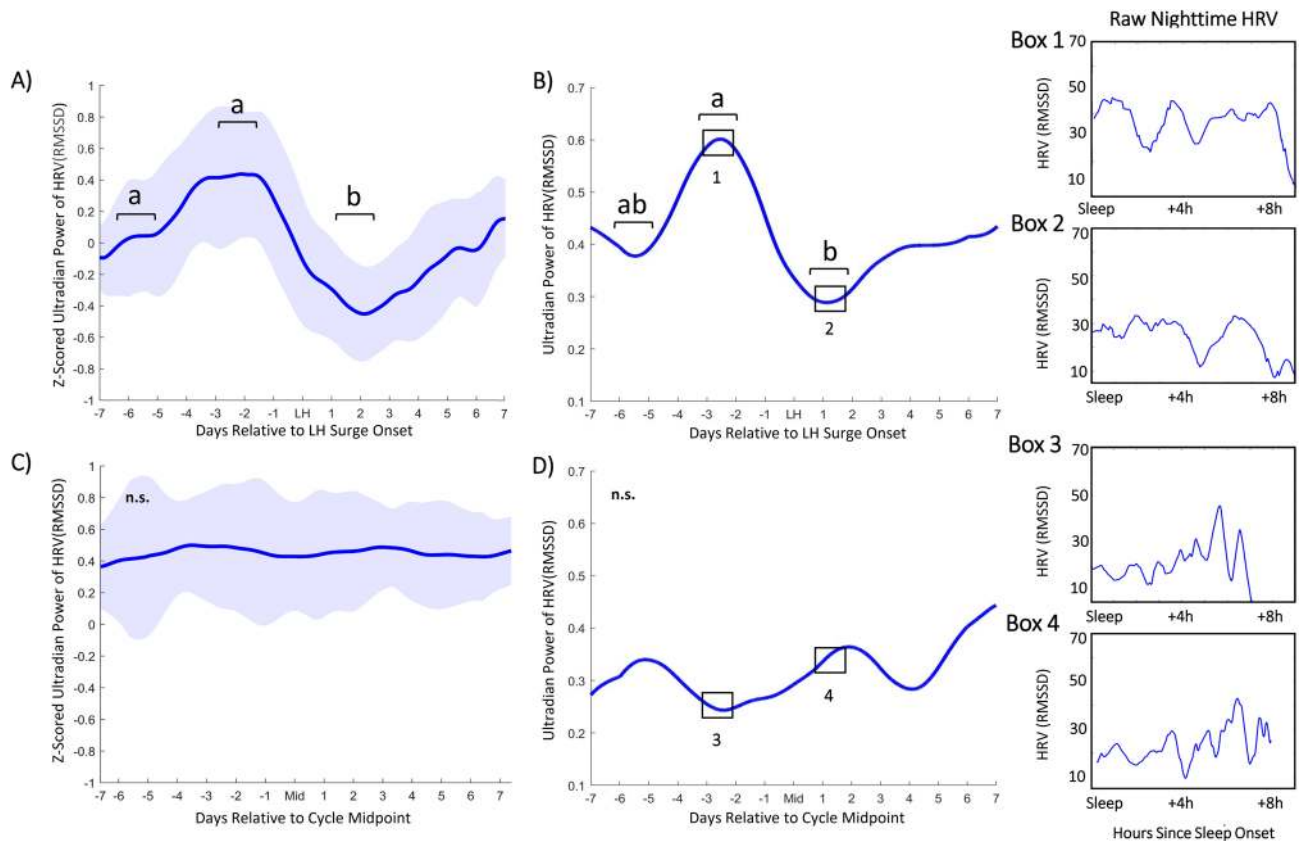 Raw Nighttime HRV
A)
Z-Scored Ultradian Power of HRV(RMSSD)
1
0.8
0.6
0.4
0.2
0
-0.2
-0.4
-0.6
-0.8
-1
a
a
b
-7 -6 -5 -4 -3 -2 -1 LH 1 2 3 4 5 6 7
Days Relative to LH Surge Onset
B)
Ultradian Power of HRV(RMSSD)
0.7
0.6
0.5
0.4
0.3
0.2
0.1
ab
a
1
b
2
-7 -6 -5 -4 -3 -2 -1 LH 1 2 3 4 5 6 7
Days Relative to LH Surge Onset
Box 1
HRV (RMSSD)
70
50
30
10
Sleep +4h +8h
Box 2
HRV (RMSSD)
70
50
30
10
Sleep +4h +8h
C)
Z-Scored Ultradian Power of HRV(RMSSD)
1
0.8
0.6
0.4
0.2
0
-0.2
-0.4
-0.6
-0.8
-1
n.s.
-7 -6 -5 -4 -3 -2 -1 Mid 1 2 3 4 5 6 7
Days Relative to Cycle Midpoint
D)
Ultradian Power of HRV(RMSSD)
0.7
0.6
0.5
0.4
0.3
0.2
0.1
n.s.
3
4
-7 -6 -5 -4 -3 -2 -1 Mid 1 2 3 4 5 6 7
Days Relative to Cycle Midpoint
Box 3
HRV (RMSSD)
70
50
30
10
Sleep +4h +8h
Box 4
HRV (RMSSD)
70
50
30
10
Sleep +4h +8h
Hours Since Sleep Onset